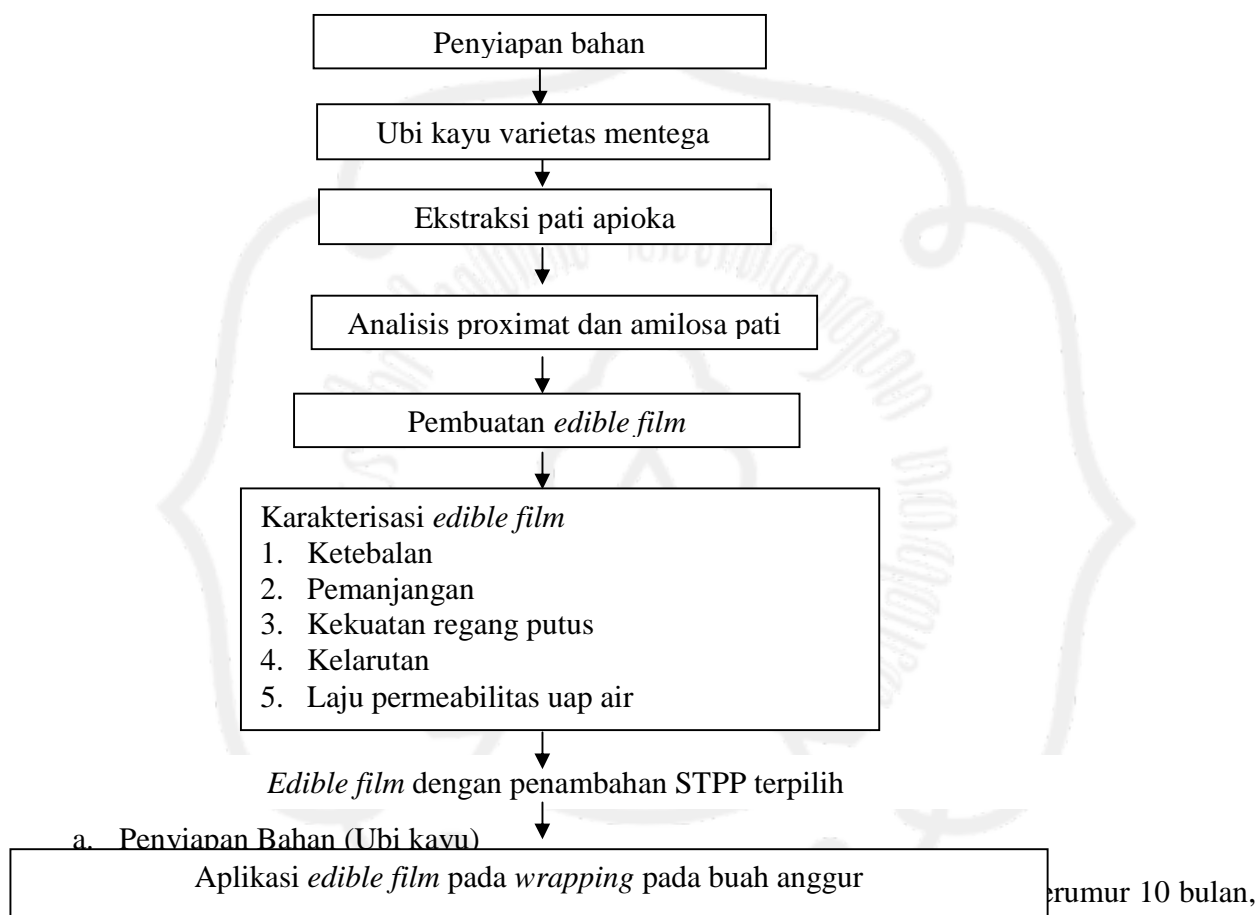 Penyiapan bahan
Ubi kayu varietas mentega
Ekstraksi pati apioka
Analisis proximat dan amilosa pati
Pembuatan edible film
Karakterisasi edible film
1. Ketebalan
2. Pemanjangan
3. Kekuatan regang putus
4. Kelarutan
5. Laju permeabilitas uap air
Edible film dengan penambahan STPP terpilih
a. Penyiapan Bahan (Ubi kayu)
Aplikasi edible film pada wrapping pada buah anggur
erumur 10 bulan,